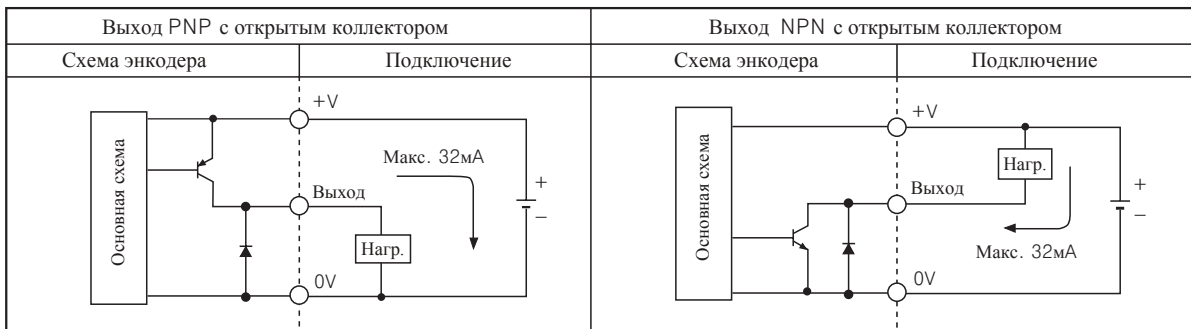 Выход PNP с открытым коллектором
Схема энкодера
Подключение
Основная схема
+V
Макс. 32мА
Выход
Нагр.
0V
+
−
Выход NPN с открытым коллектором
Схема энкодера
Подключение
Основная схема
+V
Нагр.
Выход
Макс. 32мА
0V
+
−